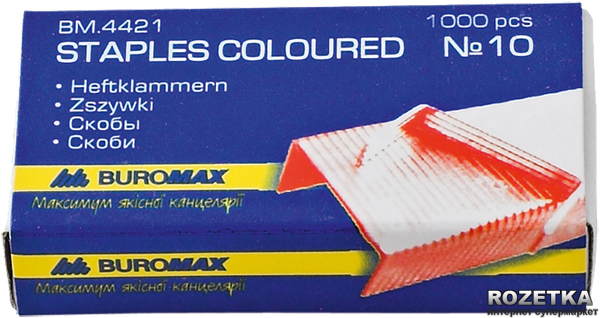 BM.4421
1000 pcs
STAPLES COLOURED
№10
• Heftklammern
• Zszywki
• Скобы
• Скоби
BUROMAX
Максимум якісної канцелярії
BUROMAX
Максимум якісної канцелярії
ROZETKA
интернет супермаркет